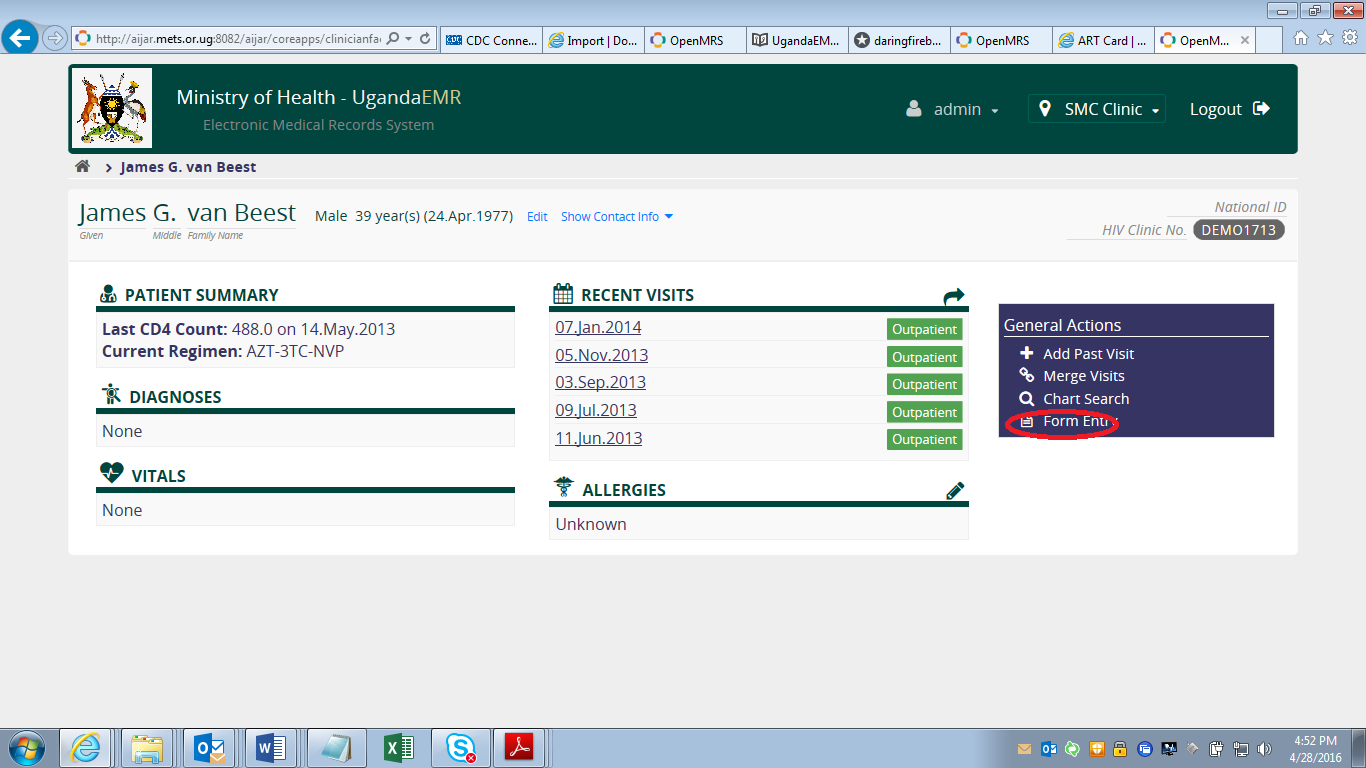 http://aijar.mets.or.ug:8082/aijar/coreapps/clinicianfa
CDC CDC Conne...
Import | Do...
OpenMRS
UgandaEM...
daringfireb...
OpenMRS
ART Card | ...
OpenM...
Ministry of Health - UgandaEMR
Electronic Medical Records System
admin
SMC Clinic
Logout
James G. van Beest
James G. van Beest
Given Middle Family Name
Male 39 year(s) (24.Apr.1977) Edit Show Contact Info
National ID
HIV Clinic No. DEMO1713
PATIENT SUMMARY
Last CD4 Count: 488.0 on 14.May.2013
Current Regimen: AZT-3TC-NVP
DIAGNOSES
None
VITALS
None
RECENT VISITS
07.Jan.2014 Outpatient
05.Nov.2013 Outpatient
03.Sep.2013 Outpatient
09.Jul.2013 Outpatient
11.Jun.2013 Outpatient
ALLERGIES
Unknown
General Actions
Add Past Visit
Merge Visits
Chart Search
Form Entry
4:52 PM
4/28/2016